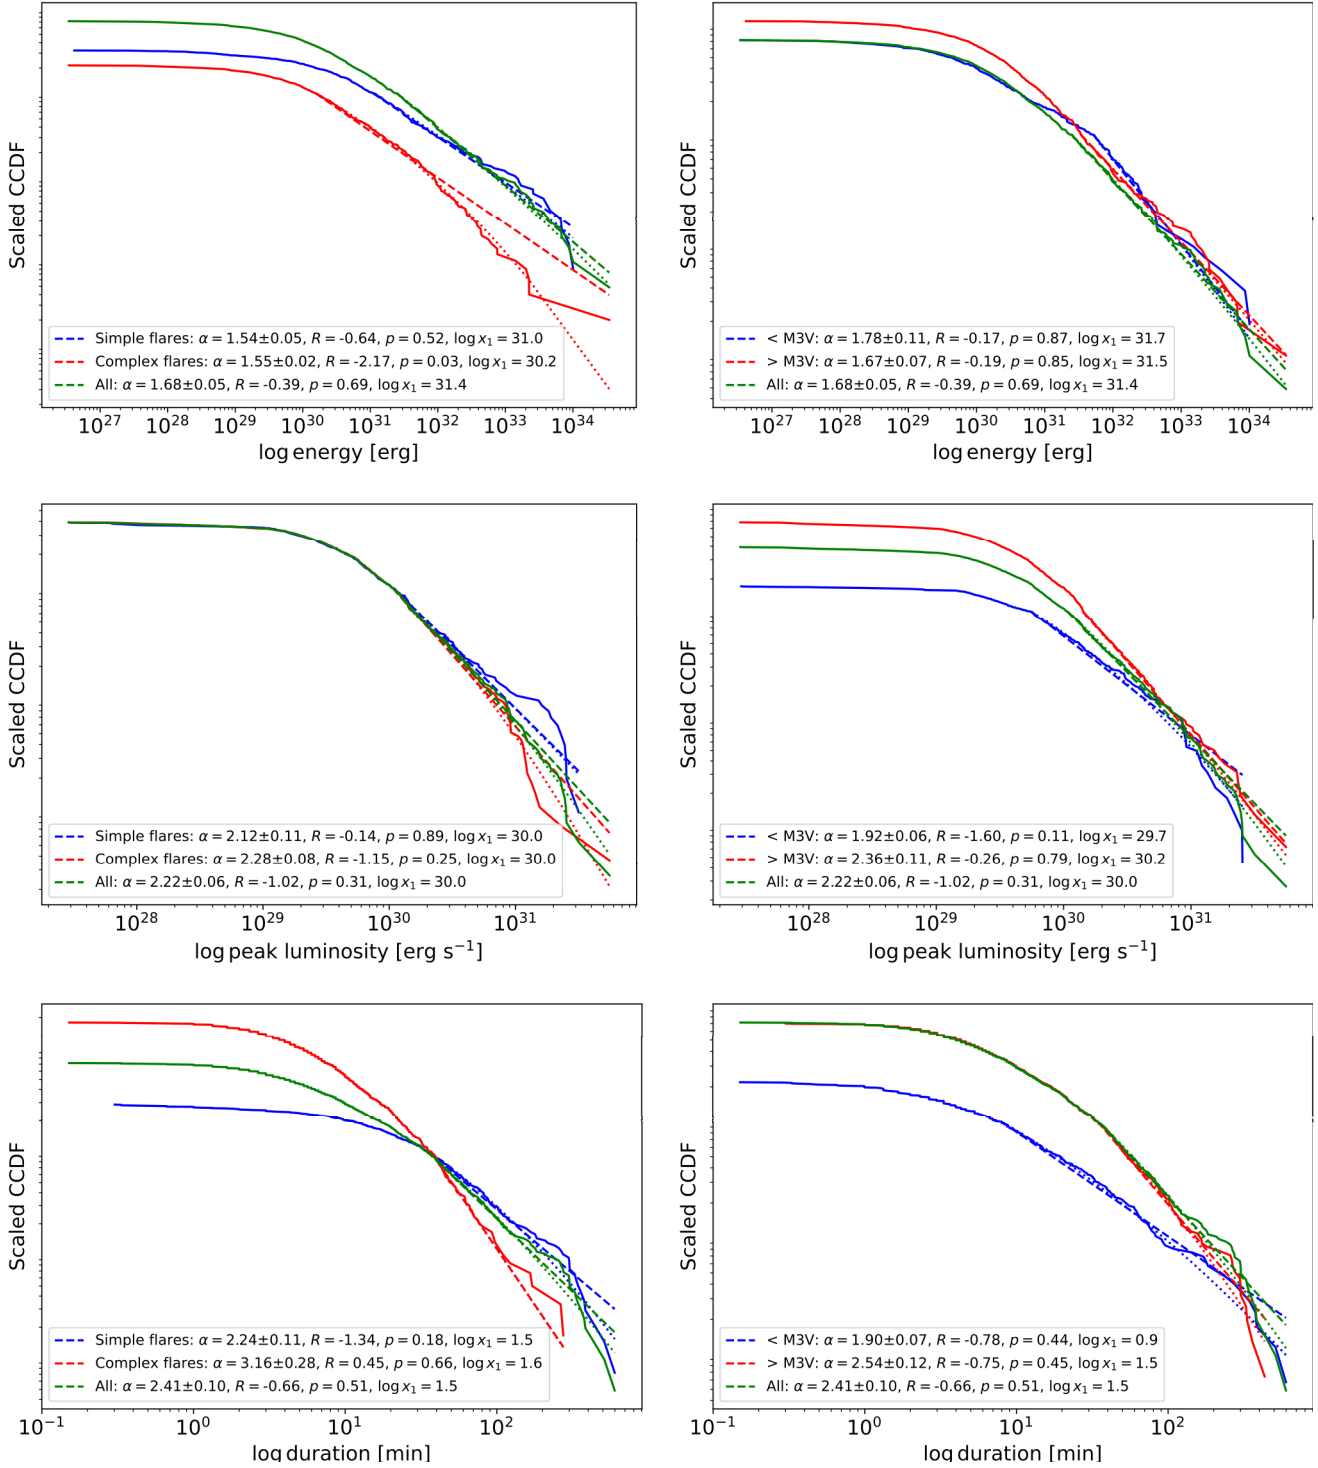 Scaled CCDF
Simple flares: α = 1.54±0.05, R = -0.64, p = 0.52, log x₁ = 31.0
Complex flares: α = 1.55±0.02, R = -2.17, p = 0.03, log x₁ = 30.2
All: α = 1.68±0.05, R = -0.39, p = 0.69, log x₁ = 31.4
10²⁷ 10²⁸ 10²⁹ 10³⁰ 10³¹ 10³² 10³³ 10³⁴
log energy [erg]
Scaled CCDF
< M3V: α = 1.78±0.11, R = -0.17, p = 0.87, log x₁ = 31.7
> M3V: α = 1.67±0.07, R = -0.19, p = 0.85, log x₁ = 31.5
All: α = 1.68±0.05, R = -0.39, p = 0.69, log x₁ = 31.4
10²⁷ 10²⁸ 10²⁹ 10³⁰ 10³¹ 10³² 10³³ 10³⁴
log energy [erg]
Scaled CCDF
Simple flares: α = 2.12±0.11, R = -0.14, p = 0.89, log x₁ = 30.0
Complex flares: α = 2.28±0.08, R = -1.15, p = 0.25, log x₁ = 30.0
All: α = 2.22±0.06, R = -1.02, p = 0.31, log x₁ = 30.0
10²⁸ 10²⁹ 10³⁰ 10³¹
log peak luminosity [erg s⁻¹]
Scaled CCDF
< M3V: α = 1.92±0.06, R = -1.60, p = 0.11, log x₁ = 29.7
> M3V: α = 2.36±0.11, R = -0.26, p = 0.79, log x₁ = 30.2
All: α = 2.22±0.06, R = -1.02, p = 0.31, log x₁ = 30.0
10²⁸ 10²⁹ 10³⁰ 10³¹
log peak luminosity [erg s⁻¹]
Scaled CCDF
Simple flares: α = 2.24±0.11, R = -1.34, p = 0.18, log x₁ = 1.5
Complex flares: α = 3.16±0.28, R = 0.45, p = 0.66, log x₁ = 1.6
All: α = 2.41±0.10, R = -0.66, p = 0.51, log x₁ = 1.5
10⁻¹ 10⁰ 10¹ 10²
log duration [min]
Scaled CCDF
< M3V: α = 1.90±0.07, R = -0.78, p = 0.44, log x₁ = 0.9
> M3V: α = 2.54±0.12, R = -0.75, p = 0.45, log x₁ = 1.5
All: α = 2.41±0.10, R = -0.66, p = 0.51, log x₁ = 1.5
10⁻¹ 10⁰ 10¹ 10²
log duration [min]